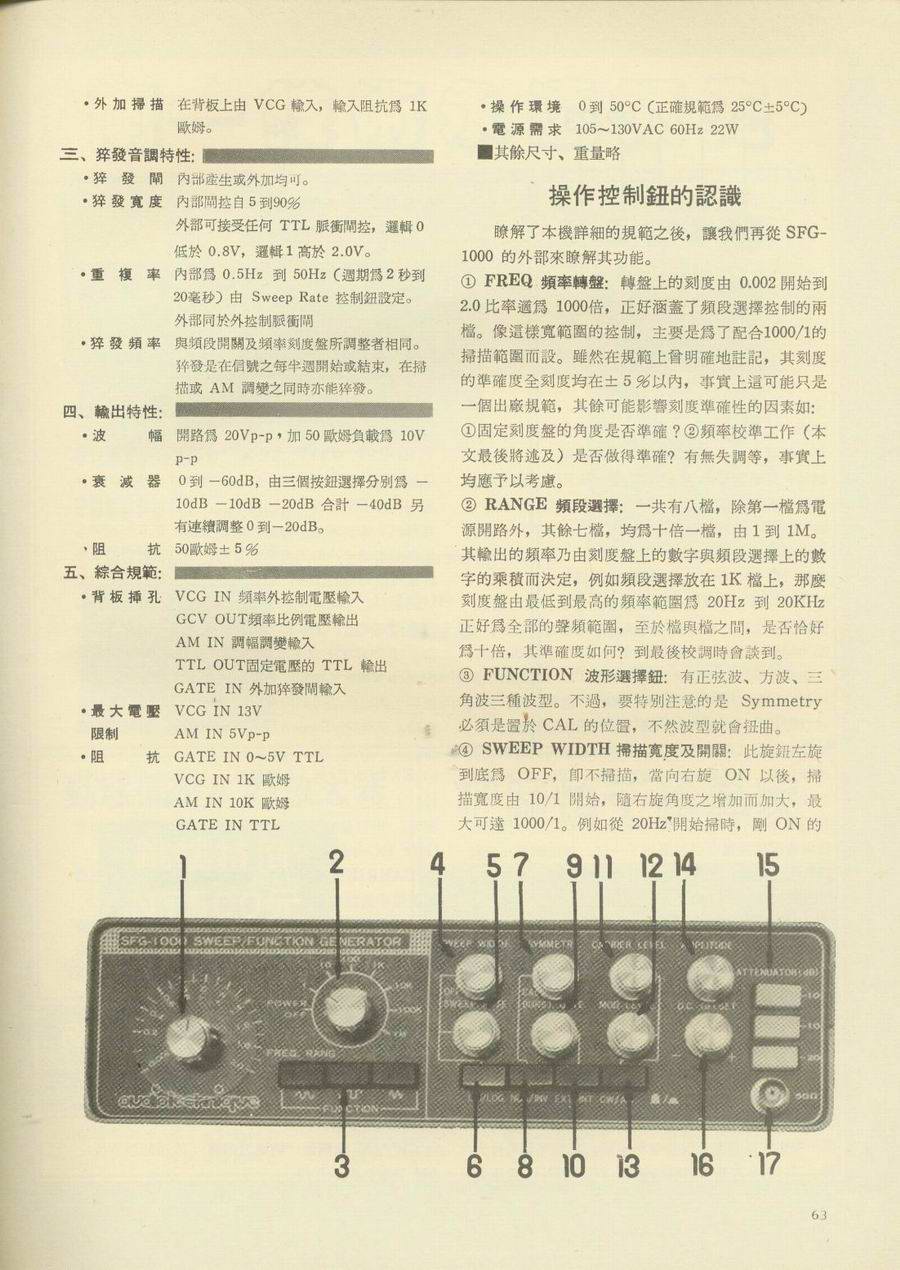 •外加掃描 在背板上由 VCG 輸入，輸入阻抗爲 1K
歐姆。
三、猝發音調特性：
•猝發閘 內部產生或外加均可。
•猝發寬度 內部閘控自 5 到90%
外部可接受任何 TTL 脈衝閘控，邏輯 0
低於 0.8V，邏輯 1 高於 2.0V。
•重複率 內部爲 0.5Hz 到 50Hz（週期爲 2 秒到
20毫秒）由 Sweep Rate 控制鈕設定。
外部同於外控制脈衝閘
•猝發頻率 與頻段開關及頻率刻度盤所調整者相同。
猝發是在信號之每半週開始或結束，在掃
描或 AM 調變之同時亦能猝發。
四、輸出特性：
•波幅 開路爲 20Vp-p，加 50 歐姆負載爲 10V
p-p
•衰減器 0 到 −60dB，由三個按鈕選擇分別爲 −
10dB −10dB −20dB 合計 −40dB 另
有連續調整 0 到−20dB。
、阻抗 50歐姆± 5 %
五、綜合規範：
•背板揷孔 VCG IN 頻率外控制電壓輸入
GCV OUT頻率比例電壓輸出
AM IN 調幅調變輸入
TTL OUT固定電壓的 TTL 輸出
GATE IN 外加猝發閘輸入
•最大電壓 VCG IN 13V
限制 AM IN 5Vp-p
•阻抗 GATE IN 0～5V TTL
VCG IN 1K 歐姆
AM IN 10K 歐姆
GATE IN TTL
•操作環境 0 到 50°C（正確規範爲 25°C±5°C）
•電源需求 105～130VAC 60Hz 22W
■其餘尺寸、重量略
操作控制鈕的認識
瞭解了本機詳細的規範之後，讓我們再從 SFG-
1000 的外部來瞭解其功能。
① FREQ 頻率轉盤：轉盤上的刻度由 0.002 開始到
2.0 比率適爲 1000倍，正好涵蓋了頻段選擇控制的兩
檔。像這樣寬範圍的控制，主要是爲了配合1000/1的
掃描範圍而設。雖然在規範上曾明確地註記，其刻度
的準確度全刻度均在± 5 %以內，事實上這可能只是
一個出廠規範，其餘可能影響刻度準確性的因素如：
①固定刻度盤的角度是否準確？②頻率校準工作（本
文最後將述及）是否做得準確？有無失調等，事實上
均應予以考慮。
② RANGE 頻段選擇：一共有八檔，除第一檔爲電
源開路外，其餘七檔，均爲十倍一檔，由 1 到 1M。
其輸出的頻率乃由刻度盤上的數字與頻段選擇上的數
字的乘積而決定，例如頻段選擇放在 1K 檔上，那麼
刻度盤由最低到最高的頻率範圍爲 20Hz 到 20KHz
正好爲全部的聲頻範圍，至於檔與檔之間，是否恰好
爲十倍，其準確度如何？到最後校調時會談到。
③ FUNCTION 波形選擇鈕：有正弦波、方波、三
角波三種波型。不過，要特別注意的是 Symmetry
必須是置於 CAL 的位置，不然波型就會扭曲。
④ SWEEP WIDTH 掃描寬度及開關：此旋鈕左旋
到底爲 OFF，卽不掃描，當向右旋 ON 以後，掃
描寬度由 10/1 開始，隨右旋角度之增加而加大，最
大可達 1000/1。例如從 20Hz 開始掃時，剛 ON 的
1 2 4 5 7 9 11 12 14 15
SFG-1000 SWEEP/FUNCTION GENERATOR
SWEEP WIDTH SYMMETRY CARRIER LEVEL AMPLITUDE
ATTENUATOR(dB)
POWER OFF 10 100 1K 10K 100K 1M
-10
-10
-20
FREQ RANG
audiotechnique
FUNCTION
50Ω
3 6 8 10 13 16 17
63